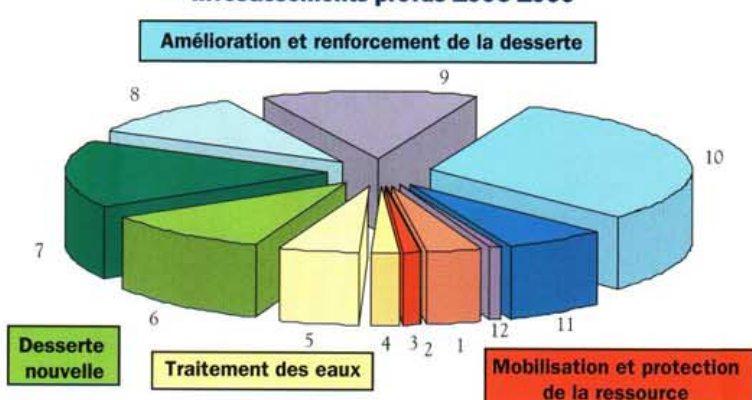 Amélioration et renforcement de la desserte
9
8
10
7
6
5
4
3
2
1
12
11
Desserte
nouvelle
Traitement des eaux
Mobilisation et protection
de la ressource